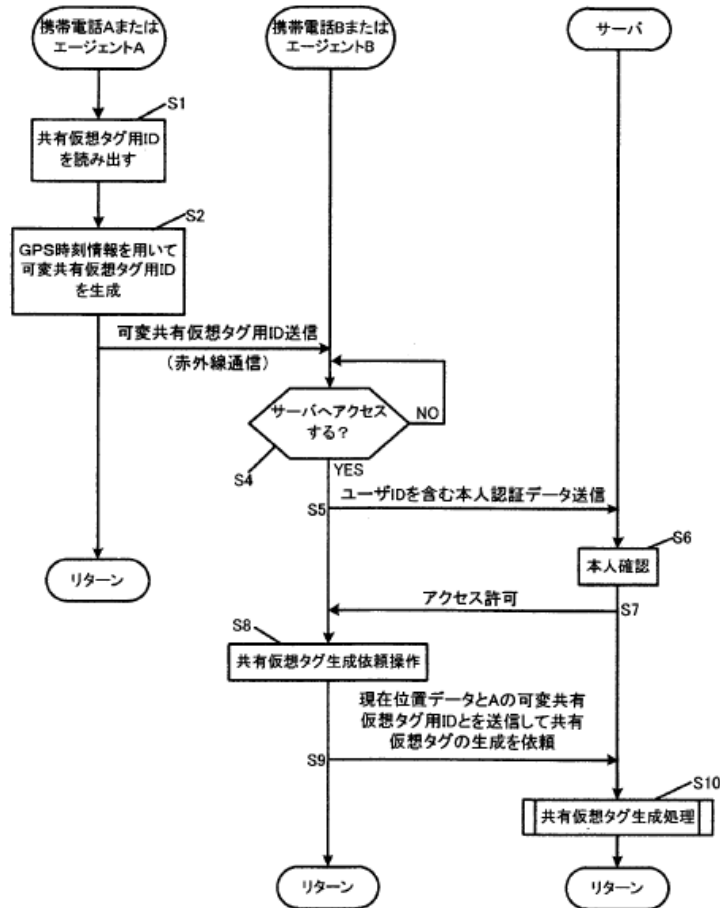 携帯電話Aまたは
エージェントA
携帯電話Bまたは
エージェントB
サーバ
S1
共有仮想タグ用ID
を読み出す
S2
GPS時刻情報を用いて
可変共有仮想タグ用ID
を生成
可変共有仮想タグ用ID送信
(赤外線通信)
サーバへアクセス
する?
NO
S4
YES
S5
ユーザIDを含む本人認証データ送信
S6
本人確認
リターン
アクセス許可
S7
S8
共有仮想タグ生成依頼操作
現在位置データとAの可変共有
仮想タグ用IDとを送信して共有
仮想タグの生成を依頼
S9
S10
共有仮想タグ生成処理
リターン
リターン